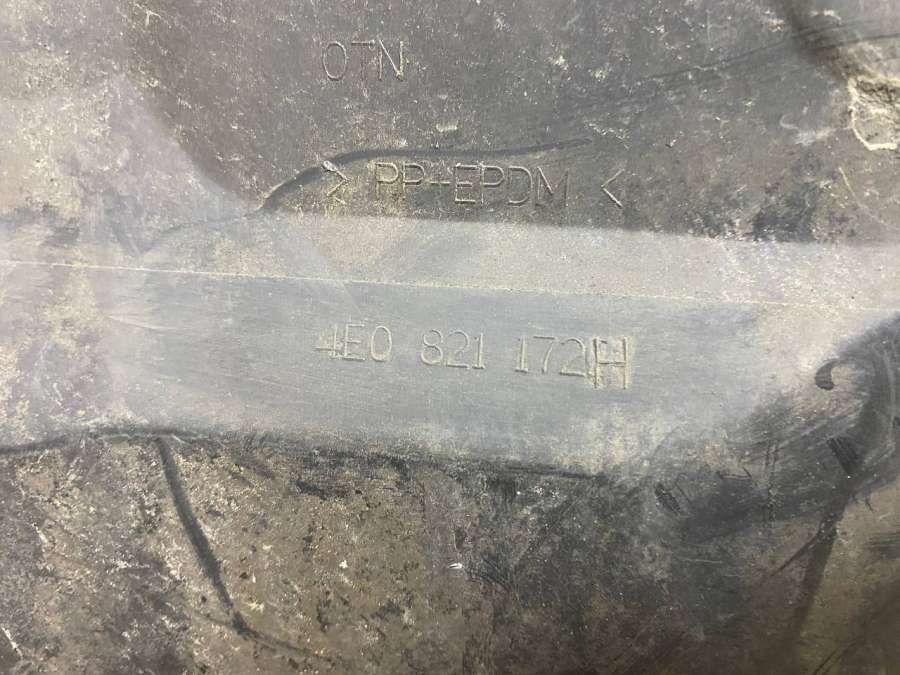 OTN
> PP+EPDM <
4E0 821 172H